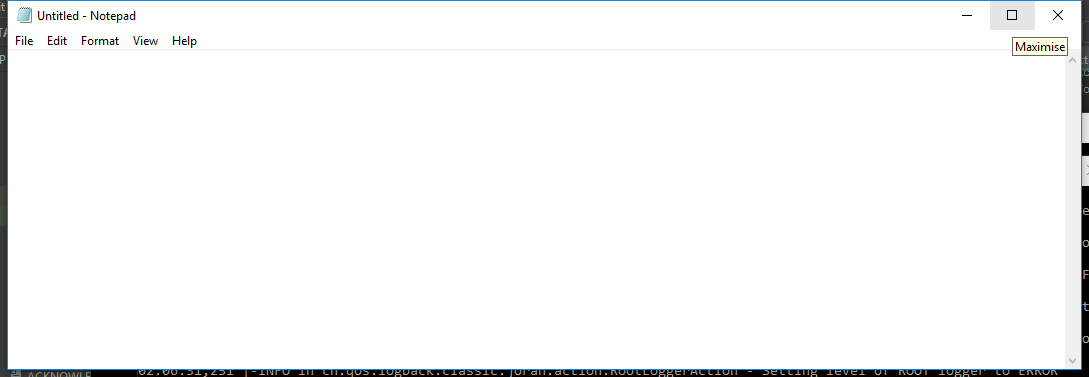 Untitled - Notepad
File Edit Format View Help
Maximise
ACKNOWLE
02:06:31,251 |-INFO in ch.qos.logback.classic.joran.action.RootLoggerAction - Setting level of ROOT logger to ERROR